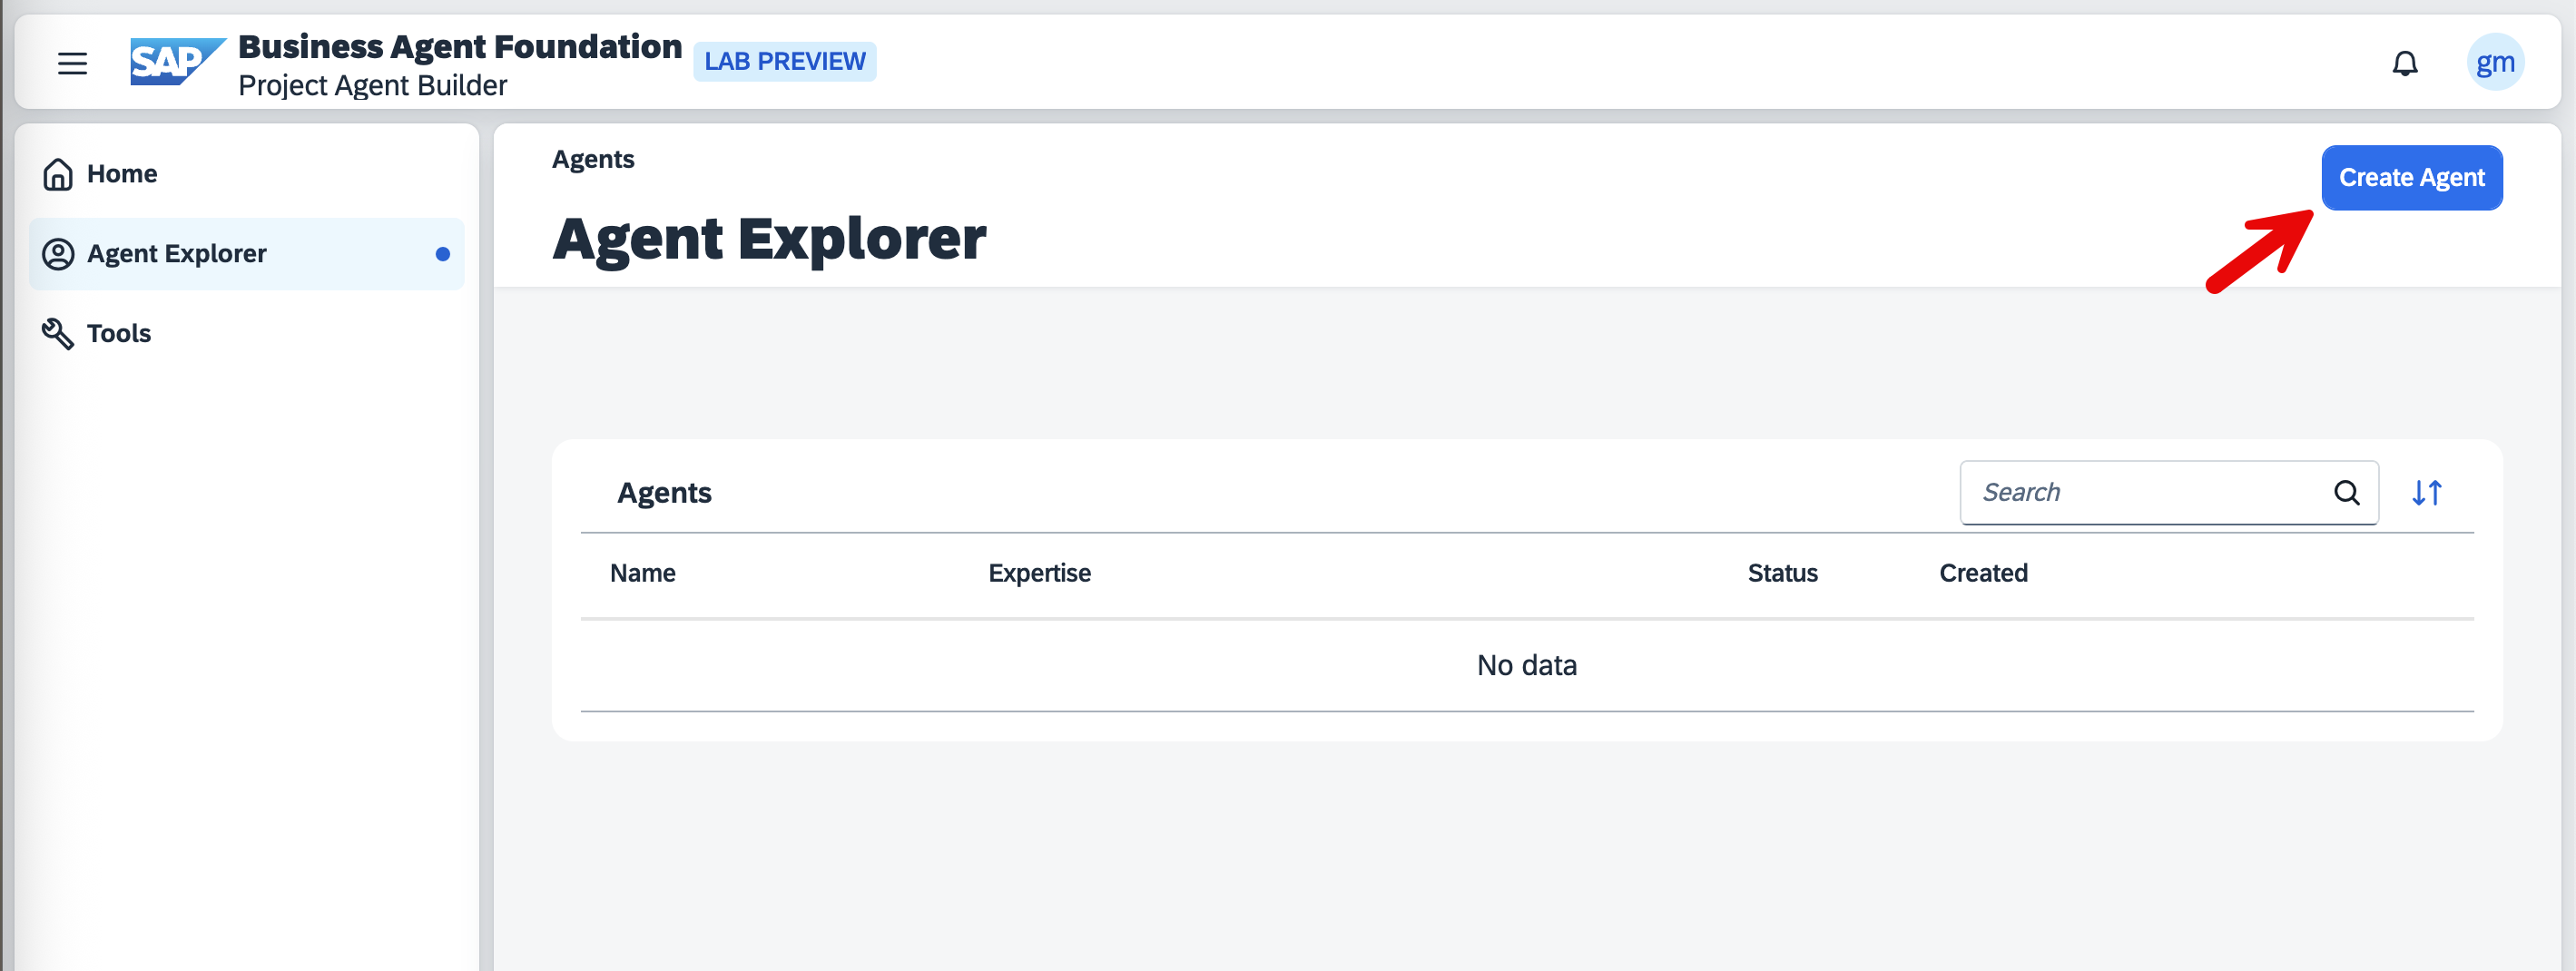 SAP
Business Agent Foundation
Project Agent Builder
LAB PREVIEW
gm
Home
Agent Explorer
Tools
Agents
Create Agent
Agent Explorer
Agents
Search
Name Expertise Status Created
No data